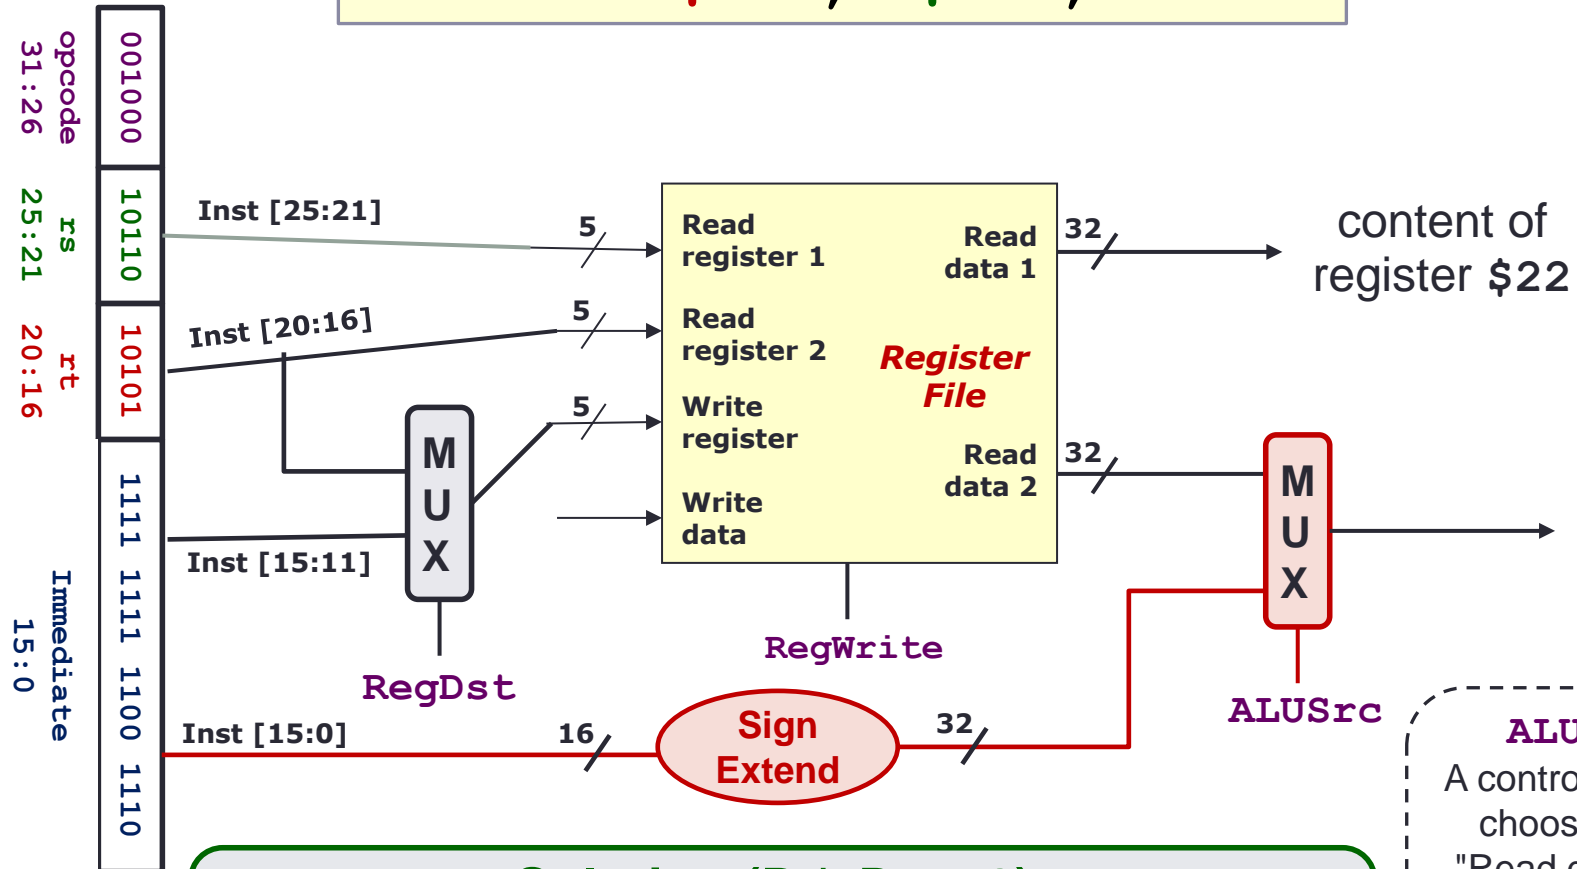 opcode
31:26
001000
rs
25:21
10110
rt
20:16
10101
Immediate
15:0
1111 1111 1100 1110
Inst [25:21]
5
Inst [20:16]
5
5
Inst [15:11]
M
U
X
RegDst
Read
register 1
Read
register 2
Write
register
Write
data
Read
data 1
Register
File
Read
data 2
RegWrite
32
content of
register $22
32
M
U
X
ALUSrc
Inst [15:0]
16
Sign
Extend
32
A
choos